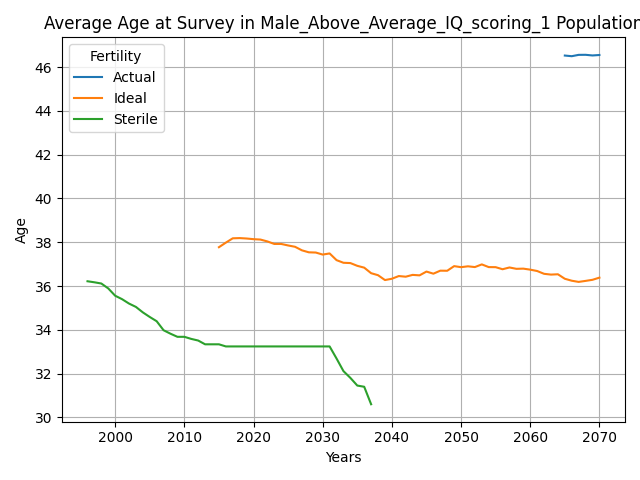 Average Age at Survey in Male_Above_Average_IQ_scoring_1 Population
Fertility
Actual
Ideal
Sterile
46
44
42
40
38
36
34
32
30
Age
2000
2010
2020
2030
2040
2050
2060
2070
Years